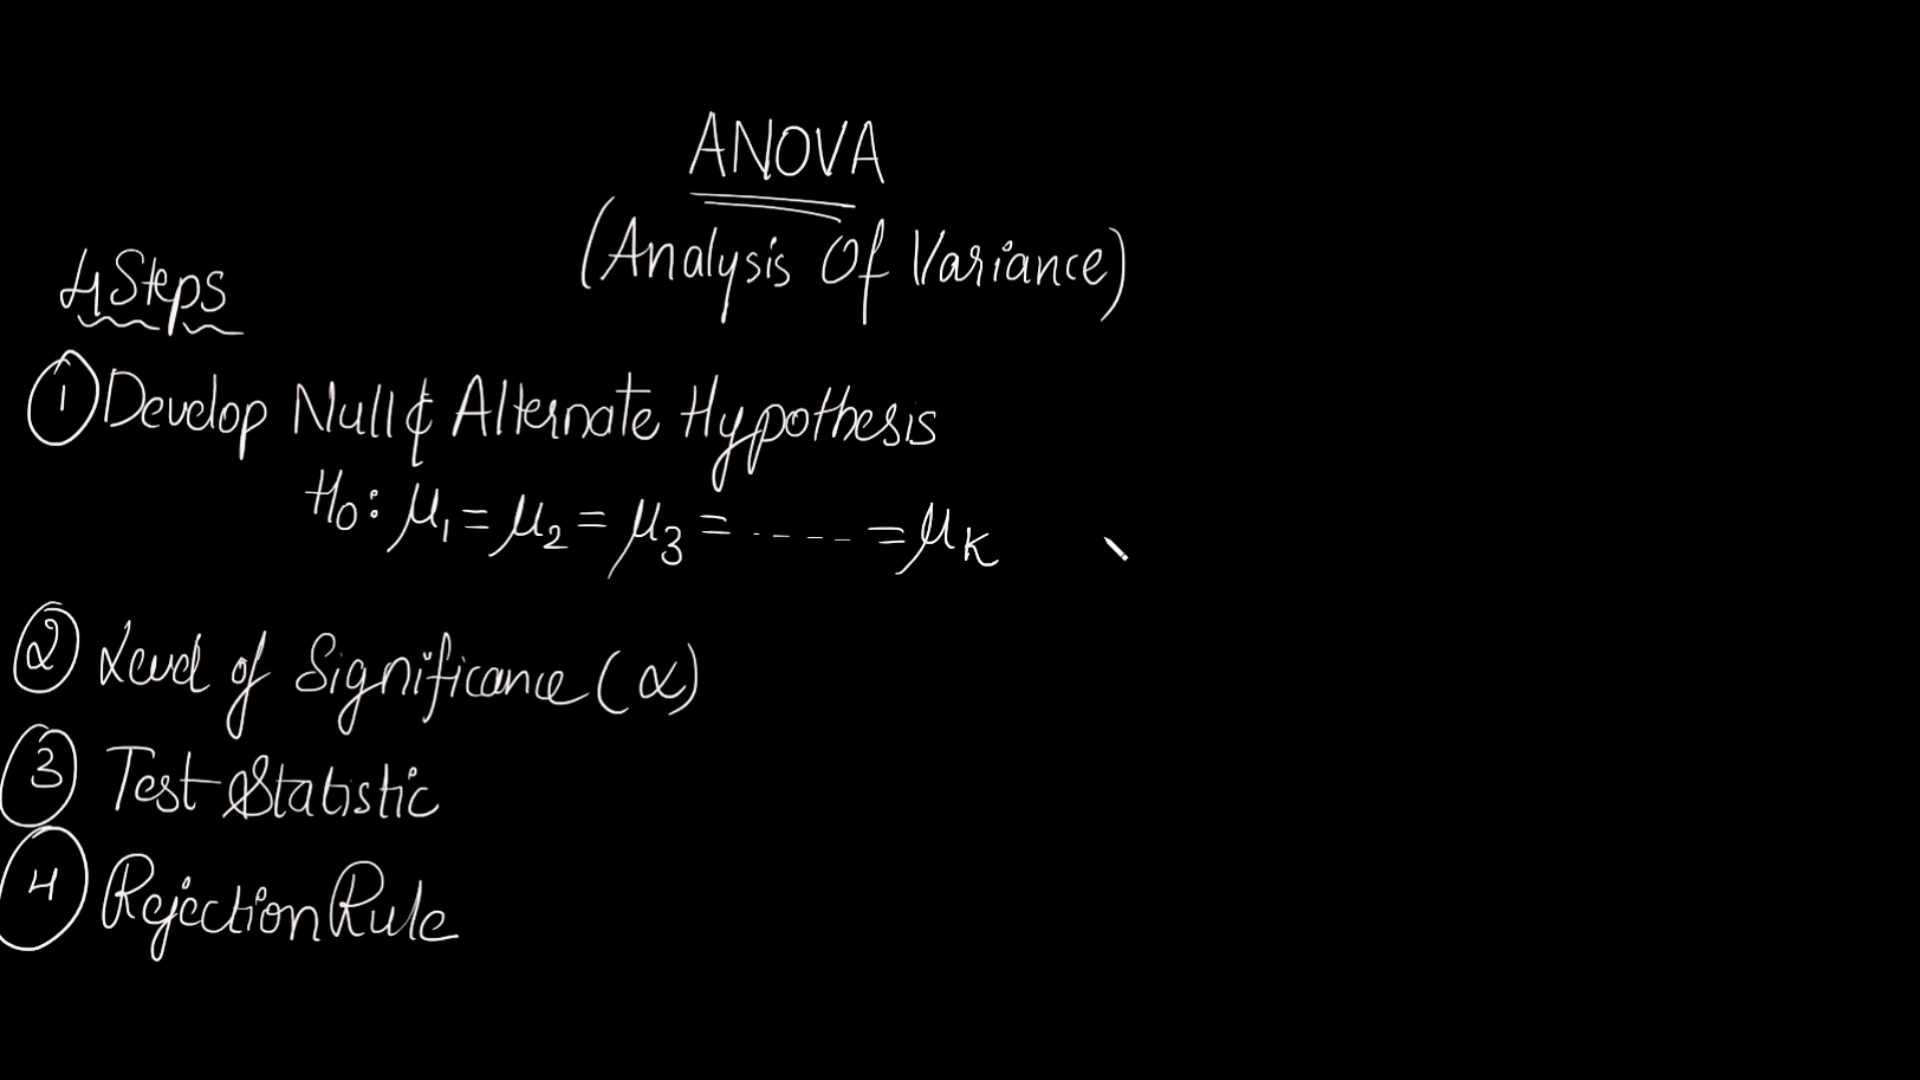 ANOVA
(Analysis Of Variance)
4 Steps
① Develop Null & Alternate Hypothesis
H₀: μ₁ = μ₂ = μ₃ = ..---- = μₖ
② Level of Significance (α)
③ Test Statistic
④ Rejection Rule